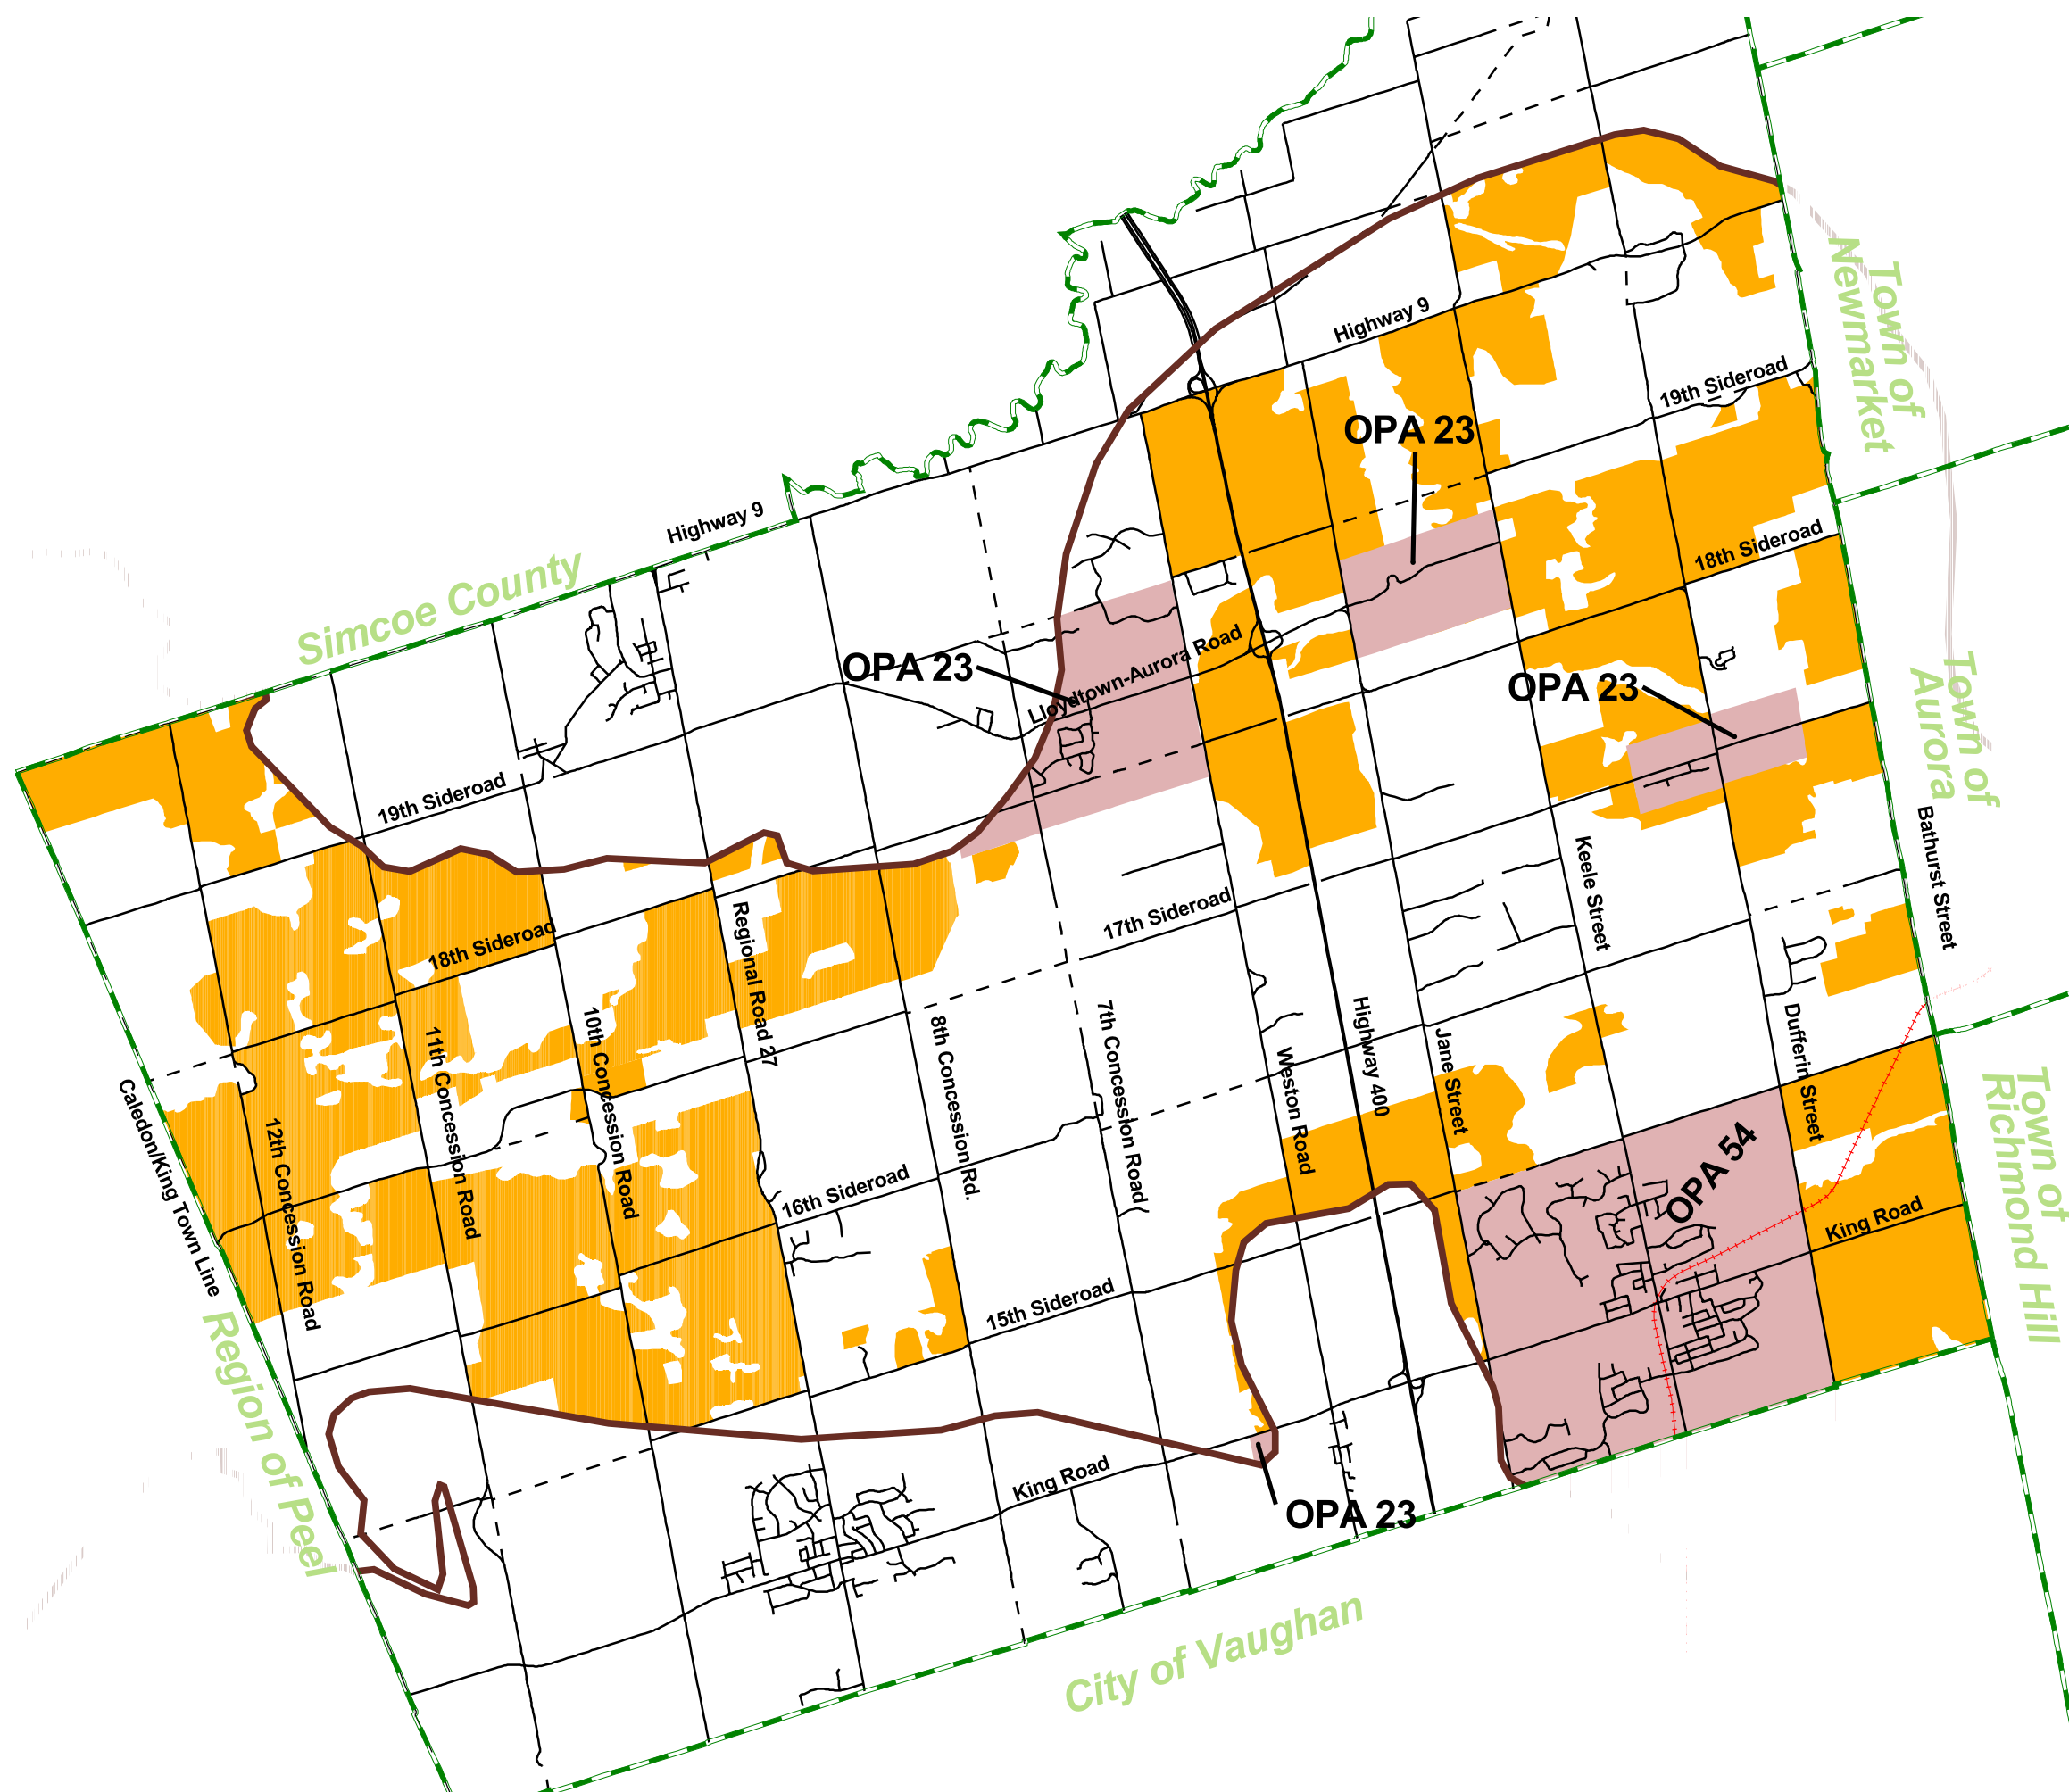 Town of
Newmarket
Highway 9
19th Sideroad
OPA 23
Highway 9
18th Sideroad
Simcoe County
Lloydtown-Aurora Road
OPA 23
OPA 23
Town of
Aurora
19th Sideroad
Bathurst Street
Keele Street
17th Sideroad
18th Sideroad
Regional Road 27
Highway 400
7th Concession Road
10th Concession Road
8th Concession Rd.
11th Concession Road
Jane Street
Dufferin Street
Weston Road
Town of
Richmond Hill
Caledon/King Town Line
12th Concession Road
OPA 54
16th Sideroad
King Road
15th Sideroad
Region of Peel
King Road
OPA 23
City of Vaughan